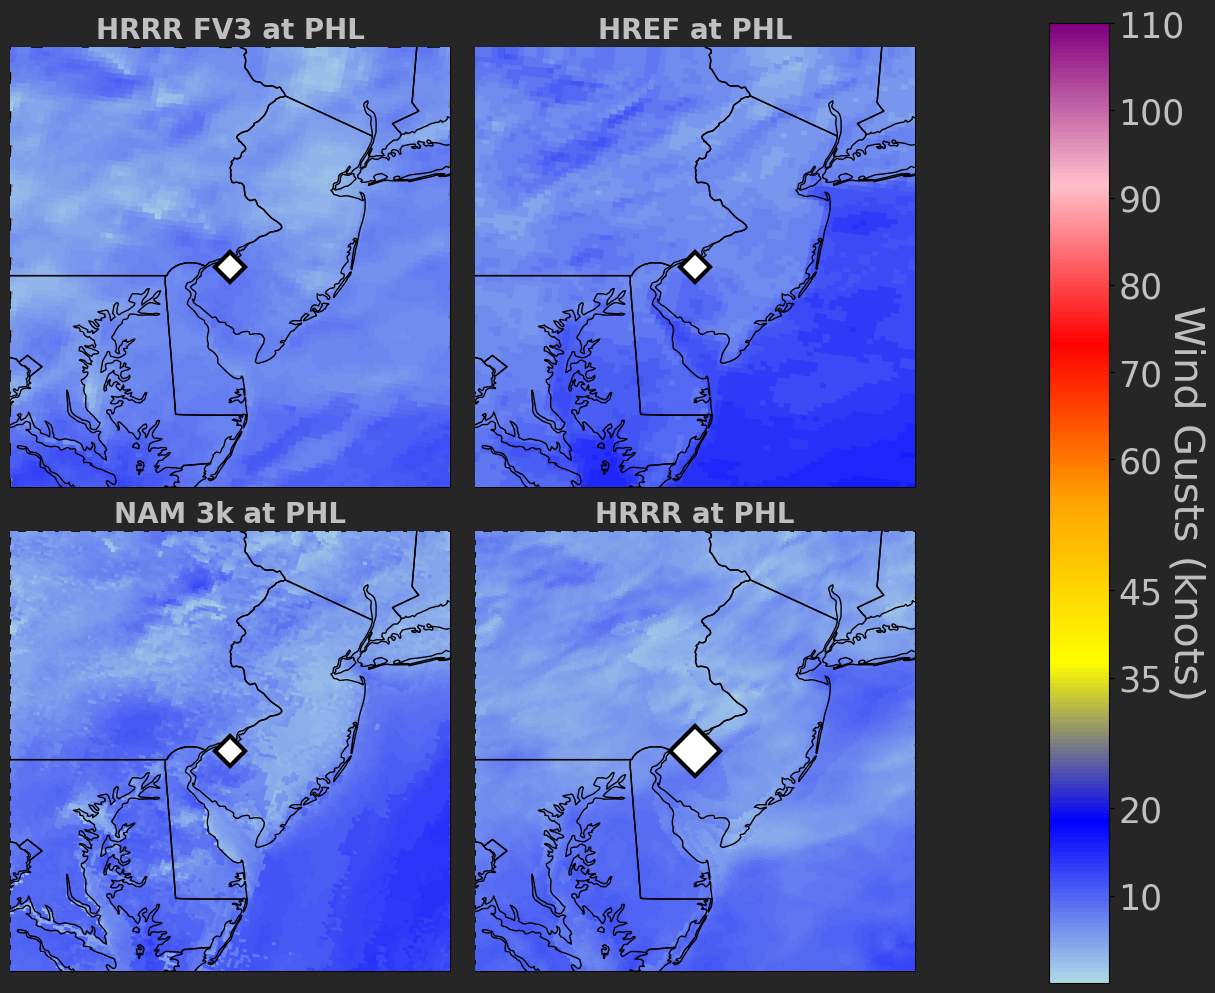 HRRR FV3 at PHL
HREF at PHL
NAM 3k at PHL
HRRR at PHL
110
100
90
80
70
60
45
35
20
10
Wind Gusts (knots)